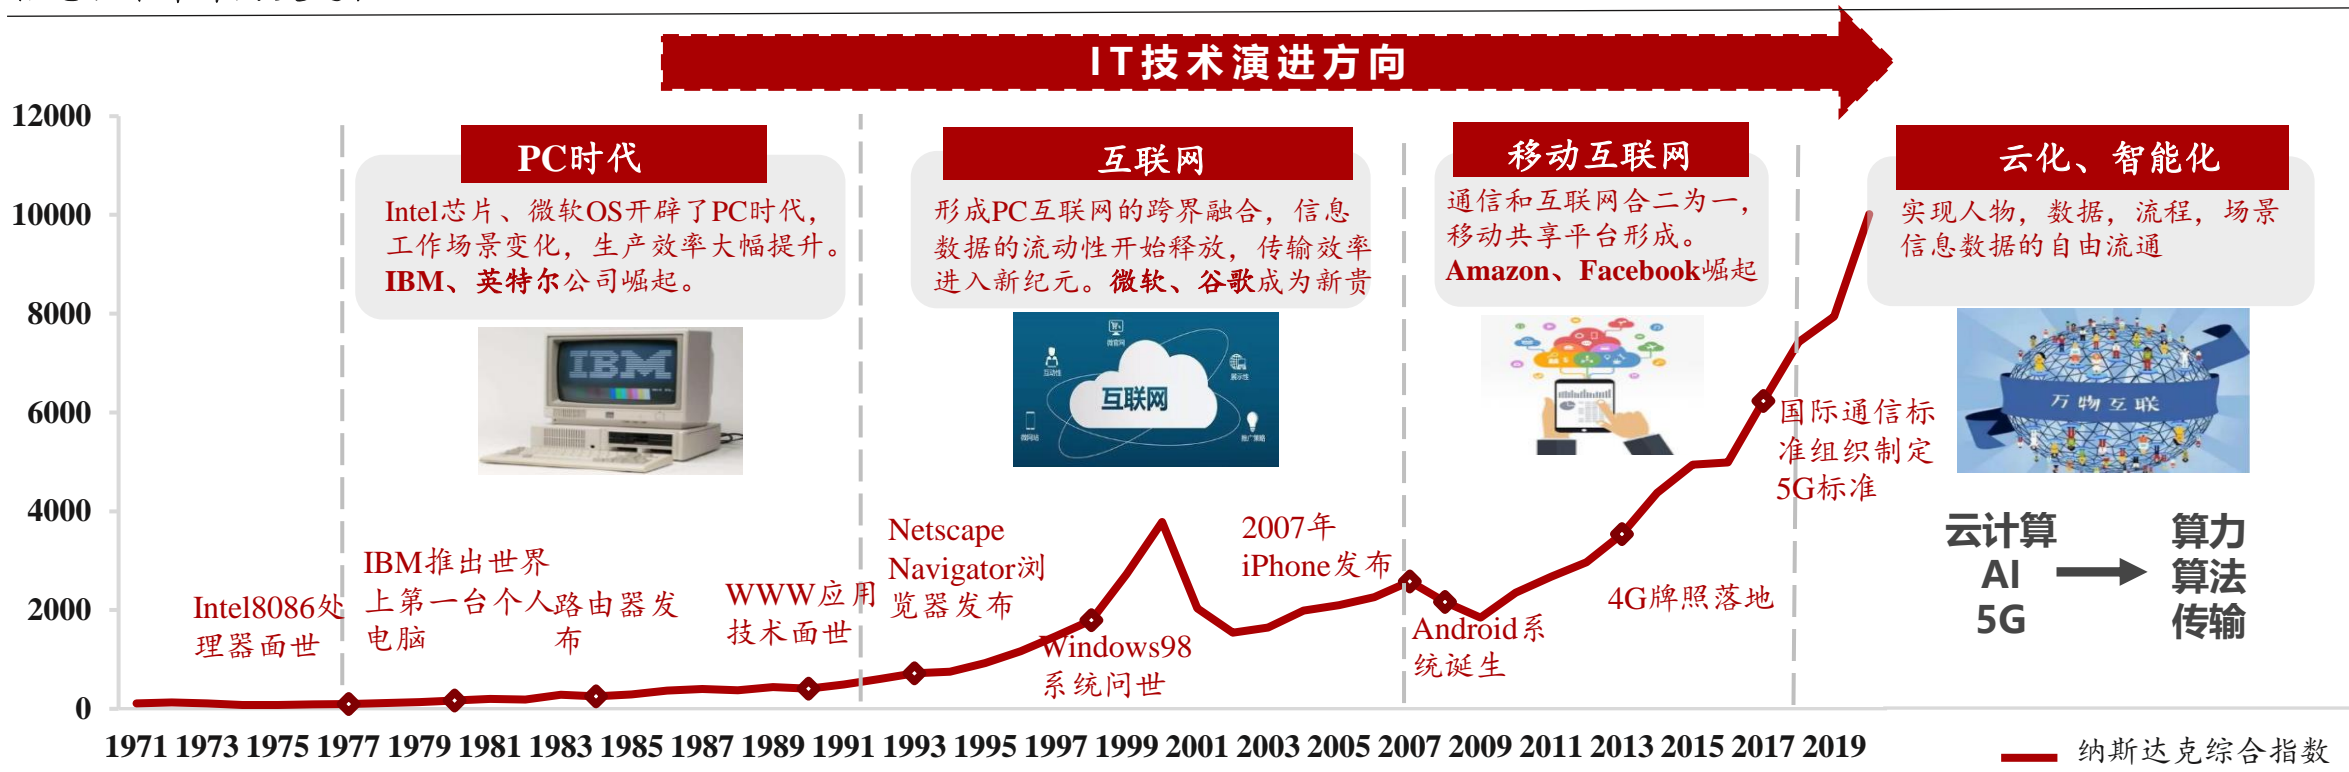 IT技术演进方向
12000
10000
8000
6000
4000
2000
0
PC时代
Intel芯片、微软OS开辟了PC时代，
工作场景变化，生产效率大幅提升。
IBM、英特尔公司崛起。
IBM
互联网
形成PC互联网的跨界融合，信息
数据的流动性开始释放，传输效率
进入新纪元。微软、谷歌成为新贵
微官网
互动性
展示性
互联网
微网站
推广策略
移动互联网
通信和互联网合二为一，
移动共享平台形成。
Amazon、Facebook崛起
云化、智能化
实现人物，数据，流程，场景
信息数据的自由流通
万物互联
Intel8086处
理器面世
IBM推出世界
上第一台个人
电脑
路由器发
布
WWW应用
技术面世
Netscape
Navigator浏
览器发布
Windows98
系统问世
2007年
iPhone发布
Android系
统诞生
4G牌照落地
国际通信标
准组织制定
5G标准
云计算
AI
5G
算力
算法
传输
1971 1973 1975 1977 1979 1981 1983 1985 1987 1989 1991 1993 1995 1997 1999 2001 2003 2005 2007 2009 2011 2013 2015 2017 2019
纳斯达克综合指数